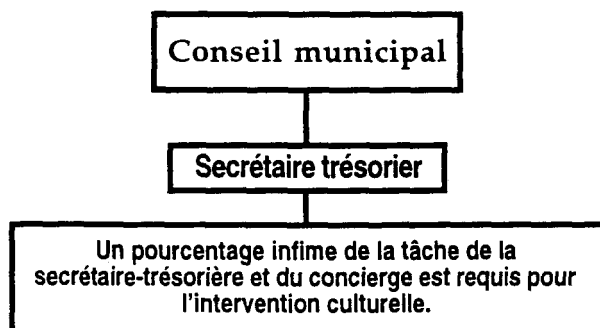 Conseil municipal
Secrétaire trésorier
Un pourcentage infime de la tâche de la
secrétaire-trésorière et du concierge est requis pour
l'intervention culturelle.